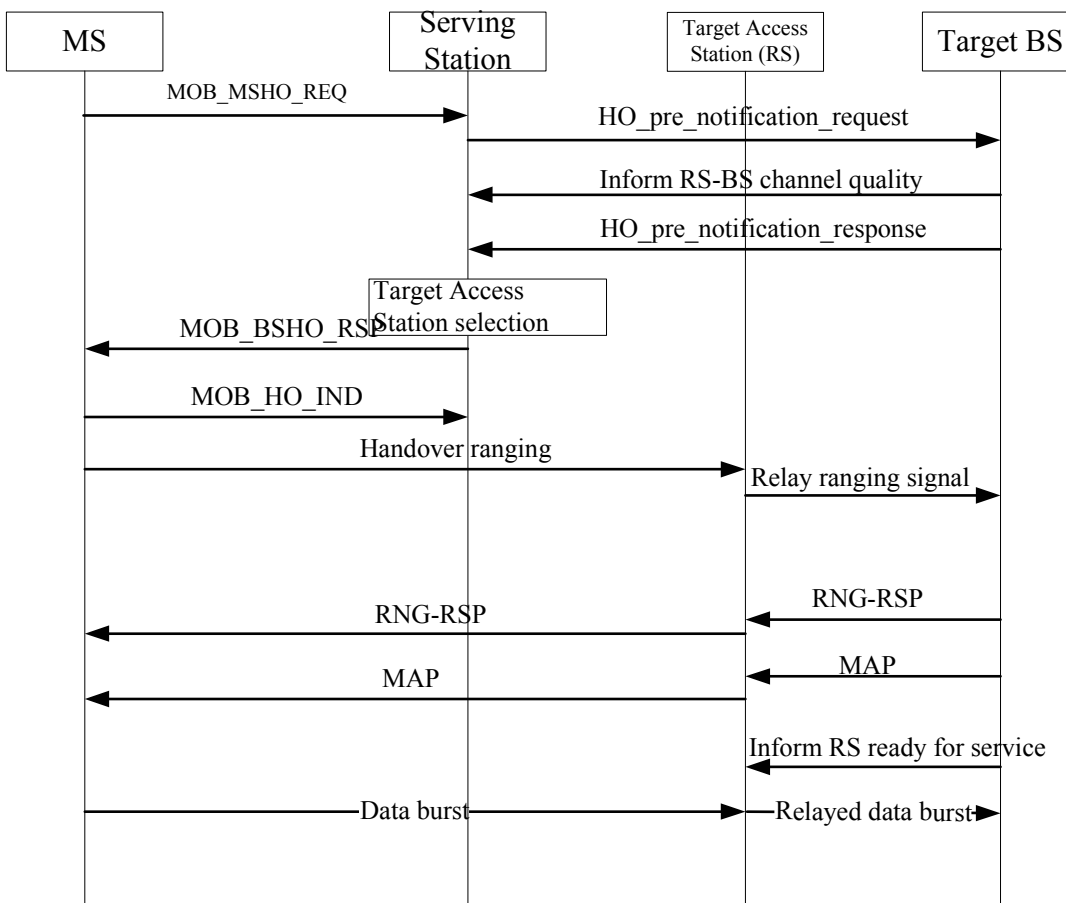 MS
Serving
Station
Target Access
Station (RS)
Target BS
MOB_MSHO_REQ
HO_pre_notification_request
Inform RS-BS channel quality
HO_pre_notification_response
Target Access
Station selection
MOB_BSHO_RSP
MOB_HO_IND
Handover ranging
Relay ranging signal
RNG-RSP
RNG-RSP
MAP
MAP
Inform RS ready for service
Data burst
Relayed data burst